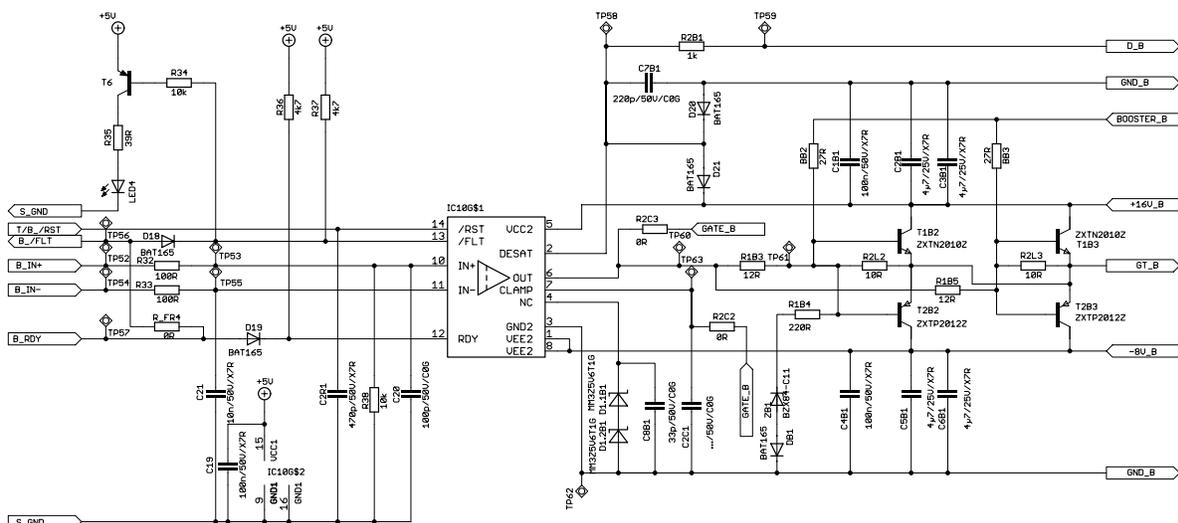 +5V
+5V
+5V
TP58
TP59
R2B1
1k
D_B
T6
R34
10k
C7B1
220p/50V/C0G
GND_B
R36
4k7
R37
4k7
D20
BAT165
BOOSTER_B
R35
39R
LED4
BAT165
D21
BB2
27R
C1B1
100n/50V/X7R
C2B1
4µ7/25V/X7R
C3B1
4µ7/25V/X7R
27R
BB3
S_GND
IC10G$1
+16V_B
T/B_/RST
B_/FLT
TP56
D18
BAT165
14
/RST
13
/FLT
VCC2
5
R2C3
0R
GATE_B
T1B2
ZXTN2010Z
ZXTN2010Z
T1B3
TP52
R32
100R
TP53
DESAT
2
TP60
B_IN+
10
IN+
TP63
R1B3
12R
TP61
R2L2
10R
R2L3
10R
GT_B
TP54
TP55
OUT
6
B_IN-
R33
100R
11
IN-
CLAMP
7
R1B5
12R
NC
4
R1B4
220R
T2B2
ZXTP2012Z
T2B3
ZXTP2012Z
TP57
R_FR4
0R
D19
BAT165
GND2
3
R2C2
0R
B_RDY
12
RDY
VEE2
1
VEE2
8
-8V_B
C21
10n/50V/X7R
+5V
C2R1
470p/50V/X7R
R38
10k
C20
100p/50V/C0G
MM3Z5V6T1G
D1.1B1
MM3Z5V6T1G
D1.2B1
C8B1
33p/50V/C0G
C2C1
.../50V/C0G
GATE_B
ZB1
BZX84-C11
BAT165
DB1
C4B1
100n/50V/X7R
C5B1
4µ7/25V/X7R
C6B1
4µ7/25V/X7R
C19
100n/50V/X7R
15
VCC1
IC10G$2
9
GND1
16
GND1
TP62
GND_B
S_GND